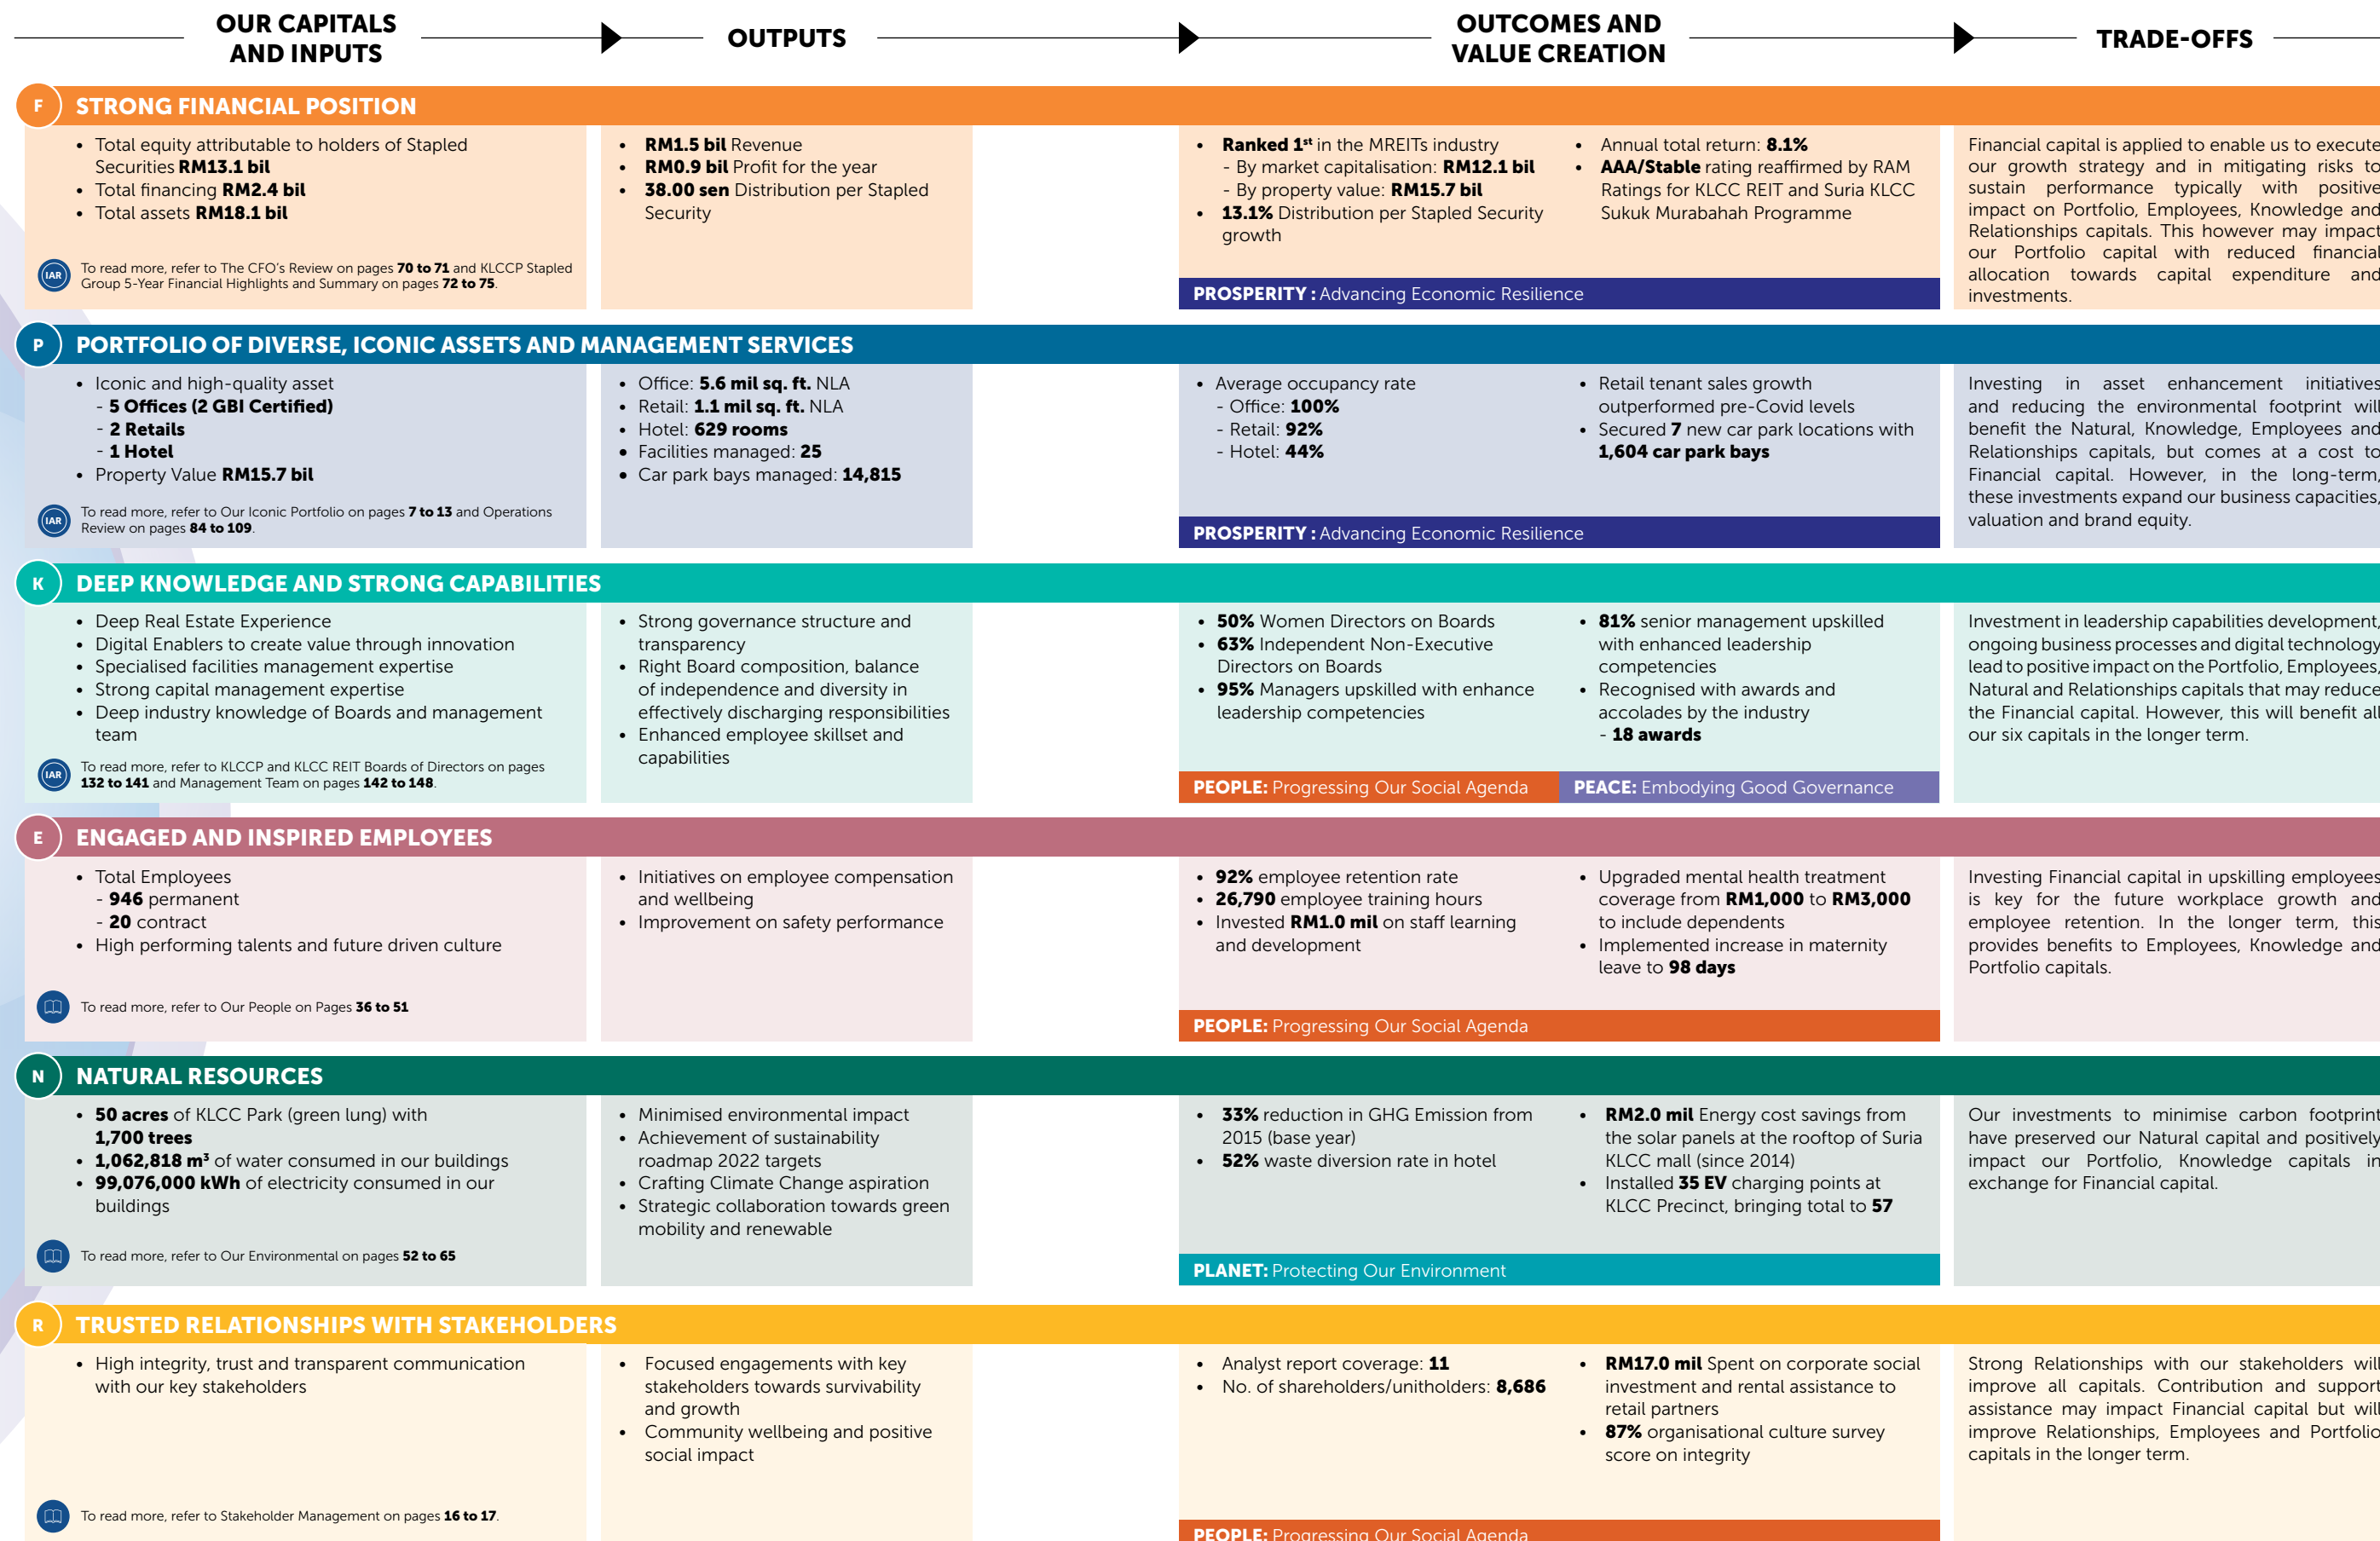 OUR CAPITALS
AND INPUTS
OUTPUTS
OUTCOMES AND
VALUE CREATION
TRADE-OFFS
F
STRONG FINANCIAL POSITION
• Total equity attributable to holders of Stapled
Securities RM13.1 bil
• Total financing RM2.4 bil
• Total assets RM18.1 bil
IAR
To read more, refer to The CFO's Review on pages 70 to 71 and KLCCP Stapled
Group 5-Year Financial Highlights and Summary on pages 72 to 75.
• RM1.5 bil Revenue
• RM0.9 bil Profit for the year
• 38.00 sen Distribution per Stapled
Security
• Ranked 1st in the MREITs industry
- By market capitalisation: RM12.1 bil
- By property value: RM15.7 bil
• 13.1% Distribution per Stapled Security
growth
• Annual total return: 8.1%
• AAA/Stable rating reaffirmed by RAM
Ratings for KLCC REIT and Suria KLCC
Sukuk Murabahah Programme
PROSPERITY : Advancing Economic Resilience
Financial capital is applied to enable us to execute
our growth strategy and in mitigating risks to
sustain performance typically with positive
impact on Portfolio, Employees, Knowledge and
Relationships capitals. This however may impact
our Portfolio capital with reduced financial
allocation towards capital expenditure and
investments.
P
PORTFOLIO OF DIVERSE, ICONIC ASSETS AND MANAGEMENT SERVICES
• Iconic and high-quality asset
- 5 Offices (2 GBI Certified)
- 2 Retails
- 1 Hotel
• Property Value RM15.7 bil
IAR
To read more, refer to Our Iconic Portfolio on pages 7 to 13 and Operations
Review on pages 84 to 109.
• Office: 5.6 mil sq. ft. NLA
• Retail: 1.1 mil sq. ft. NLA
• Hotel: 629 rooms
• Facilities managed: 25
• Car park bays managed: 14,815
• Average occupancy rate
- Office: 100%
- Retail: 92%
- Hotel: 44%
• Retail tenant sales growth
outperformed pre-Covid levels
• Secured 7 new car park locations with
1,604 car park bays
PROSPERITY : Advancing Economic Resilience
Investing in asset enhancement initiatives
and reducing the environmental footprint will
benefit the Natural, Knowledge, Employees and
Relationships capitals, but comes at a cost to
Financial capital. However, in the long-term,
these investments expand our business capacities,
valuation and brand equity.
K
DEEP KNOWLEDGE AND STRONG CAPABILITIES
• Deep Real Estate Experience
• Digital Enablers to create value through innovation
• Specialised facilities management expertise
• Strong capital management expertise
• Deep industry knowledge of Boards and management
team
IAR
To read more, refer to KLCCP and KLCC REIT Boards of Directors on pages
132 to 141 and Management Team on pages 142 to 148.
• Strong governance structure and
transparency
• Right Board composition, balance
of independence and diversity in
effectively discharging responsibilities
• Enhanced employee skillset and
capabilities
• 50% Women Directors on Boards
• 63% Independent Non-Executive
Directors on Boards
• 95% Managers upskilled with enhance
leadership competencies
• 81% senior management upskilled
with enhanced leadership
competencies
• Recognised with awards and
accolades by the industry
- 18 awards
PEOPLE: Progressing Our Social Agenda
PEACE: Embodying Good Governance
Investment in leadership capabilities development,
ongoing business processes and digital technology
lead to positive impact on the Portfolio, Employees,
Natural and Relationships capitals that may reduce
the Financial capital. However, this will benefit all
our six capitals in the longer term.
E
ENGAGED AND INSPIRED EMPLOYEES
• Total Employees
- 946 permanent
- 20 contract
• High performing talents and future driven culture
To read more, refer to Our People on Pages 36 to 51
• Initiatives on employee compensation
and wellbeing
• Improvement on safety performance
• 92% employee retention rate
• 26,790 employee training hours
• Invested RM1.0 mil on staff learning
and development
• Upgraded mental health treatment
coverage from RM1,000 to RM3,000
to include dependents
• Implemented increase in maternity
leave to 98 days
PEOPLE: Progressing Our Social Agenda
Investing Financial capital in upskilling employees
is key for the future workplace growth and
employee retention. In the longer term, this
provides benefits to Employees, Knowledge and
Portfolio capitals.
N
NATURAL RESOURCES
• 50 acres of KLCC Park (green lung) with
1,700 trees
• 1,062,818 m³ of water consumed in our buildings
• 99,076,000 kWh of electricity consumed in our
buildings
To read more, refer to Our Environmental on pages 52 to 65
• Minimised environmental impact
• Achievement of sustainability
roadmap 2022 targets
• Crafting Climate Change aspiration
• Strategic collaboration towards green
mobility and renewable
• 33% reduction in GHG Emission from
2015 (base year)
• 52% waste diversion rate in hotel
• RM2.0 mil Energy cost savings from
the solar panels at the rooftop of Suria
KLCC mall (since 2014)
• Installed 35 EV charging points at
KLCC Precinct, bringing total to 57
PLANET: Protecting Our Environment
Our investments to minimise carbon footprint
have preserved our Natural capital and positively
impact our Portfolio, Knowledge capitals in
exchange for Financial capital.
R
TRUSTED RELATIONSHIPS WITH STAKEHOLDERS
• High integrity, trust and transparent communication
with our key stakeholders
To read more, refer to Stakeholder Management on pages 16 to 17.
• Focused engagements with key
stakeholders towards survivability
and growth
• Community wellbeing and positive
social impact
• Analyst report coverage: 11
• No. of shareholders/unitholders: 8,686
• RM17.0 mil Spent on corporate social
investment and rental assistance to
retail partners
• 87% organisational culture survey
score on integrity
PEOPLE: Progressing Our Social Agenda
Strong Relationships with our stakeholders will
improve all capitals. Contribution and support
assistance may impact Financial capital but will
improve Relationships, Employees and Portfolio
capitals in the longer term.